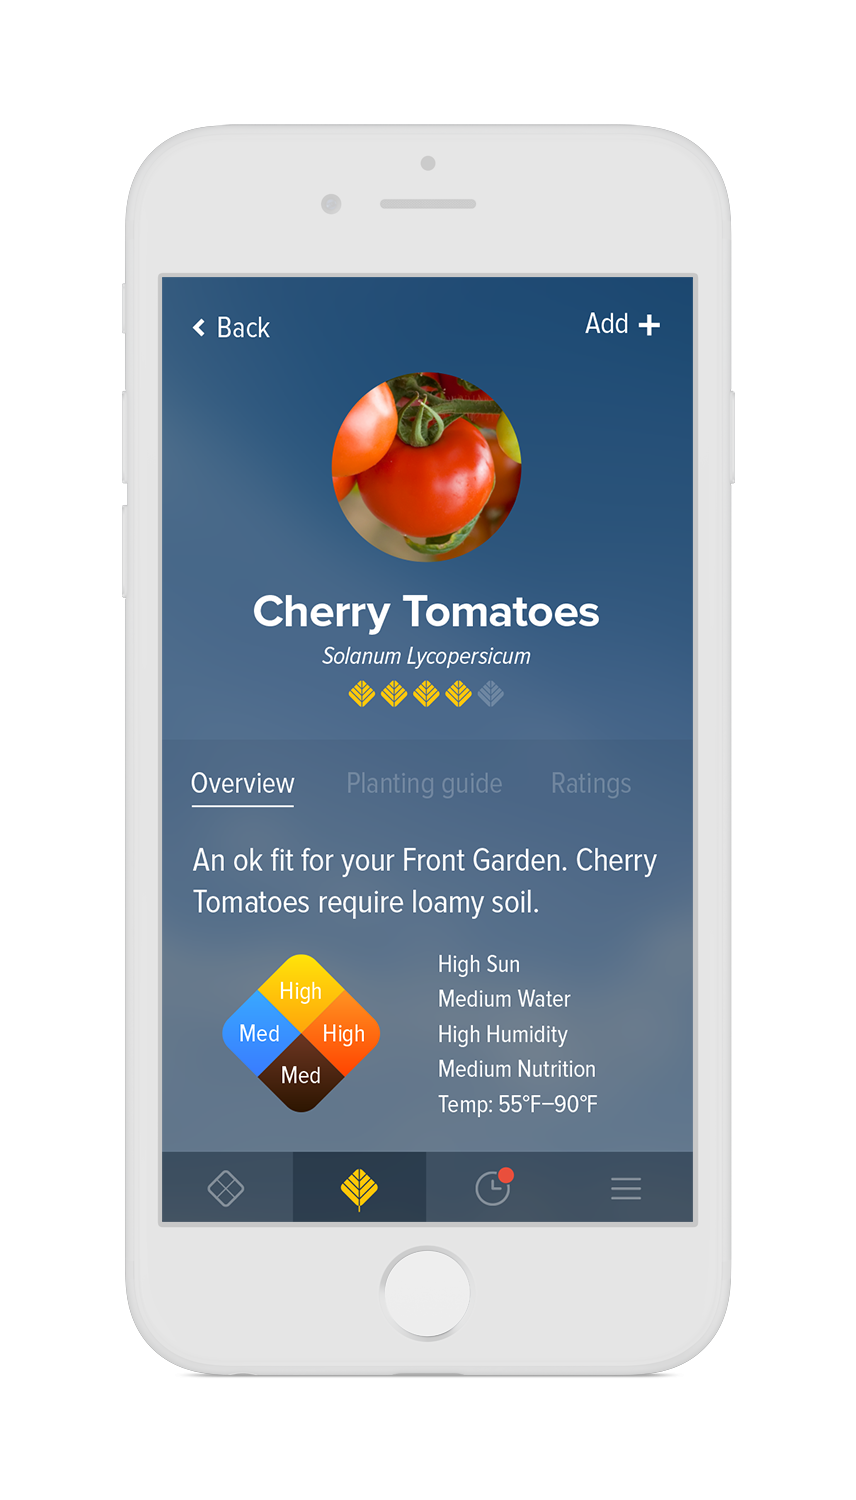 Back
Add
Cherry Tomatoes
Solanum Lycopersicum
Overview
Planting guide
Ratings
An ok fit for your Front Garden. Cherry
Tomatoes require loamy soil.
High
Med
High
Med
High Sun
Medium Water
High Humidity
Medium Nutrition
Temp: 55°F–90°F